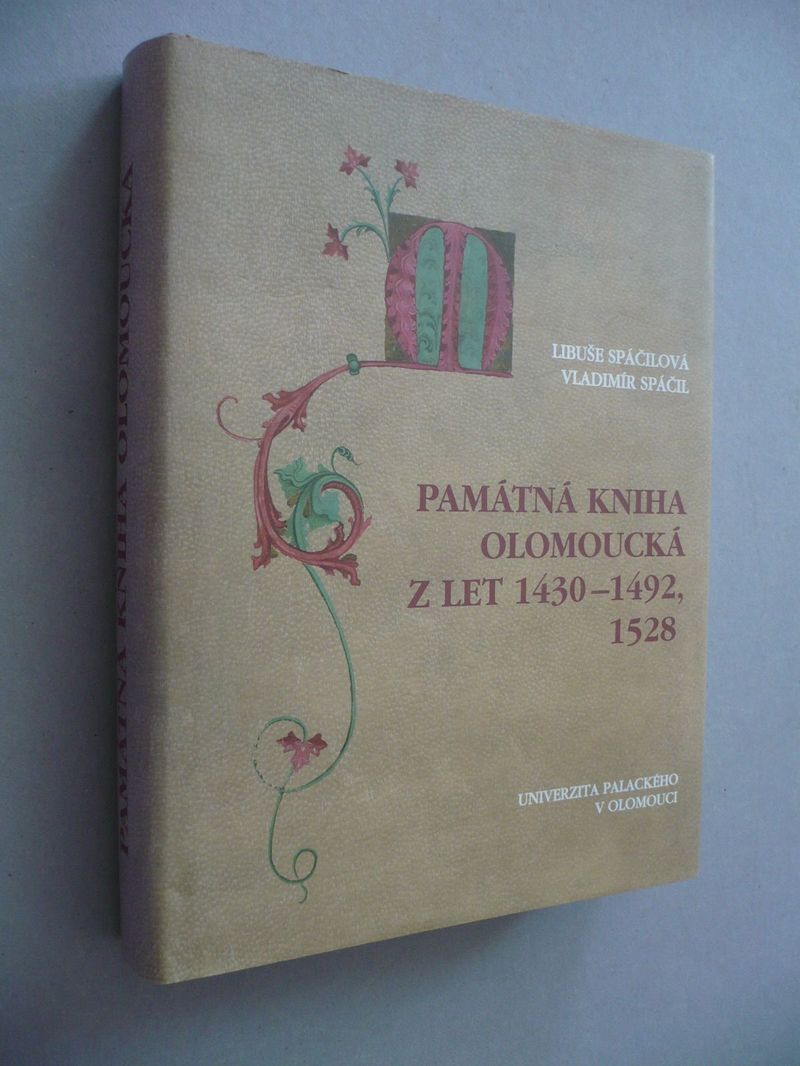 PAMÁTNÁ KNIHA OLOMOUCKÁ
LIBUŠE SPÁČILOVÁ
VLADIMÍR SPÁČIL
PAMÁTNÁ KNIHA
OLOMOUCKÁ
Z LET 1430–1492,
1528
UNIVERZITA PALACKÉHO
V OLOMOUCI